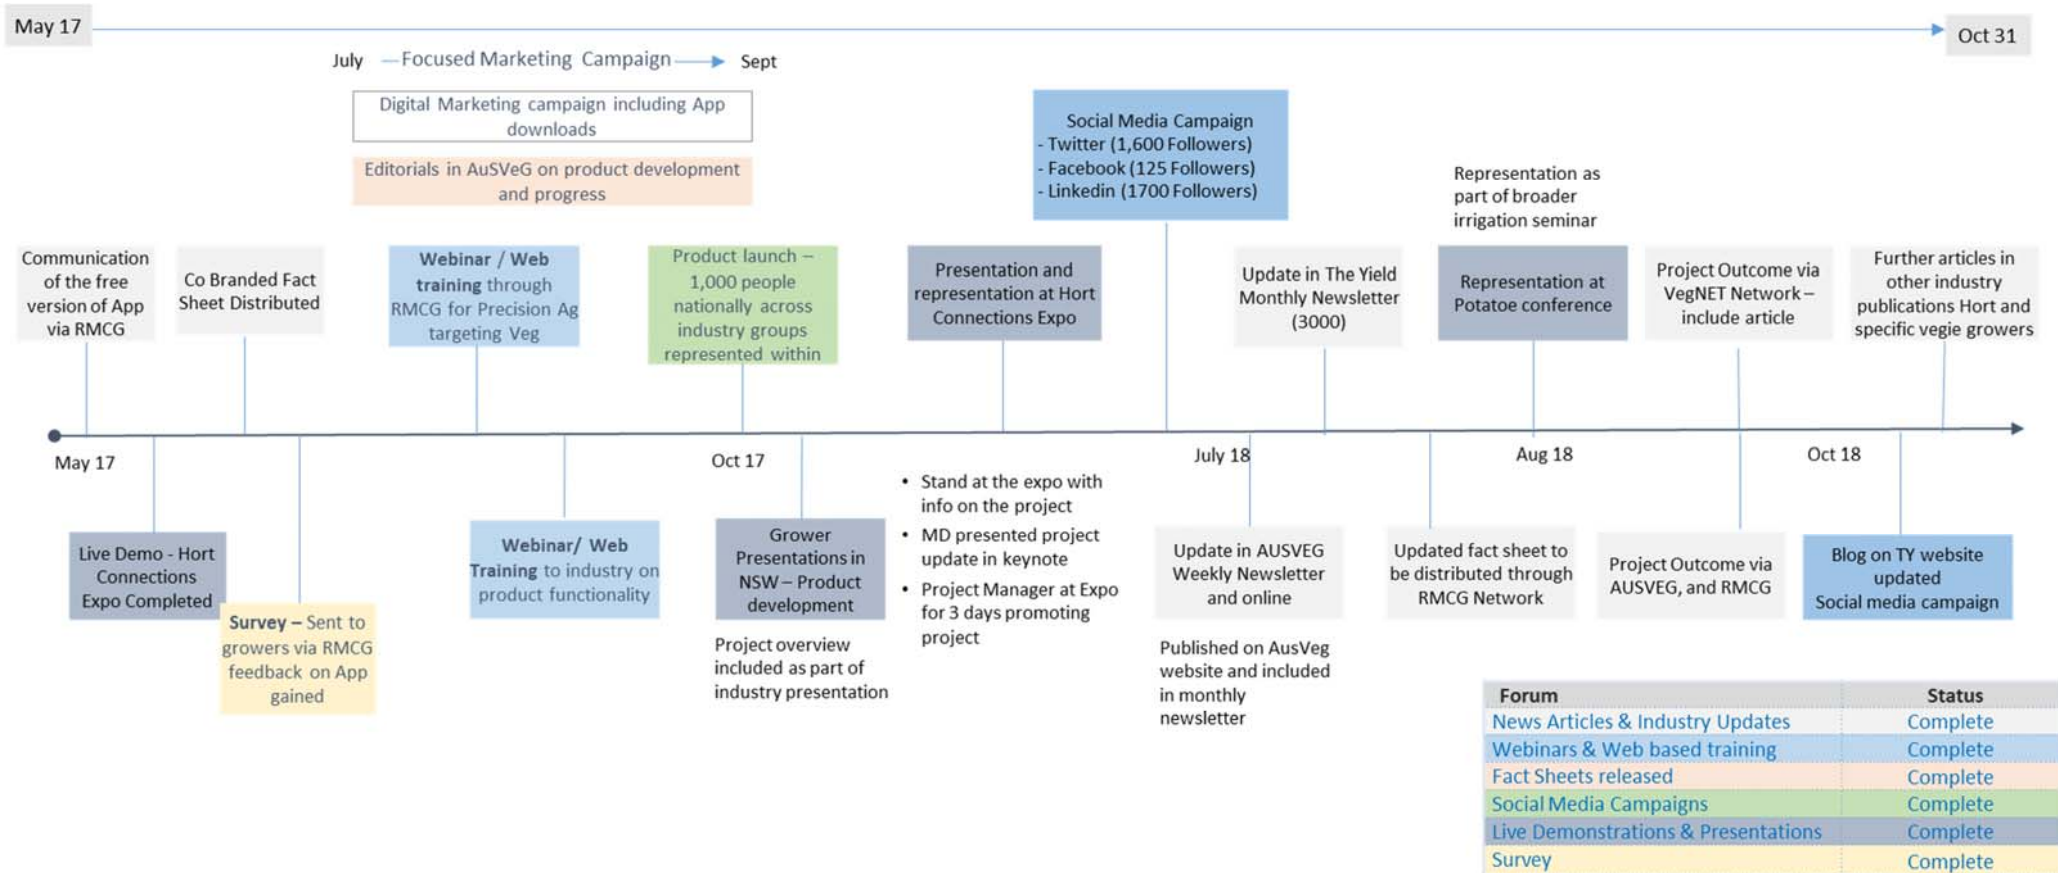 May 17
Oct 31
July
Focused Marketing Campaign
Sept
Digital Marketing campaign including App
downloads
Editorials in AuSVeG on product development
and progress
Social Media Campaign
- Twitter (1,600 Followers)
- Facebook (125 Followers)
- Linkedin (1700 Followers)
Representation as
part of broader
irrigation seminar
Communication
of the free
version of App
via RMCG
Co Branded Fact
Sheet Distributed
Webinar / Web
training through
RMCG for Precision Ag
targeting Veg
Product launch –
1,000 people
nationally across
industry groups
represented within
Presentation and
representation at Hort
Connections Expo
Update in The Yield
Monthly Newsletter
(3000)
Representation at
Potatoe conference
Project Outcome via
VegNET Network –
include article
Further articles in
other industry
publications Hort and
specific vegie growers
May 17
Oct 17
July 18
Aug 18
Oct 18
Live Demo - Hort
Connections
Expo Completed
Survey – Sent to
growers via RMCG
feedback on App
gained
Webinar/ Web
Training to industry on
product functionality
Grower
Presentations in
NSW – Product
development
Project overview
included as part of
industry presentation
• Stand at the expo with
info on the project
• MD presented project
update in keynote
• Project Manager at Expo
for 3 days promoting
project
Update in AUSVEG
Weekly Newsletter
and online
Published on AusVeg
website and included
in monthly
newsletter
Updated fact sheet to
be distributed through
RMCG Network
Project Outcome via
AUSVEG, and RMCG
Blog on TY website
updated
Social media campaign
Forum Status
News Articles & Industry Updates Complete
Webinars & Web based training Complete
Fact Sheets released Complete
Social Media Campaigns Complete
Live Demonstrations & Presentations Complete
Survey Complete